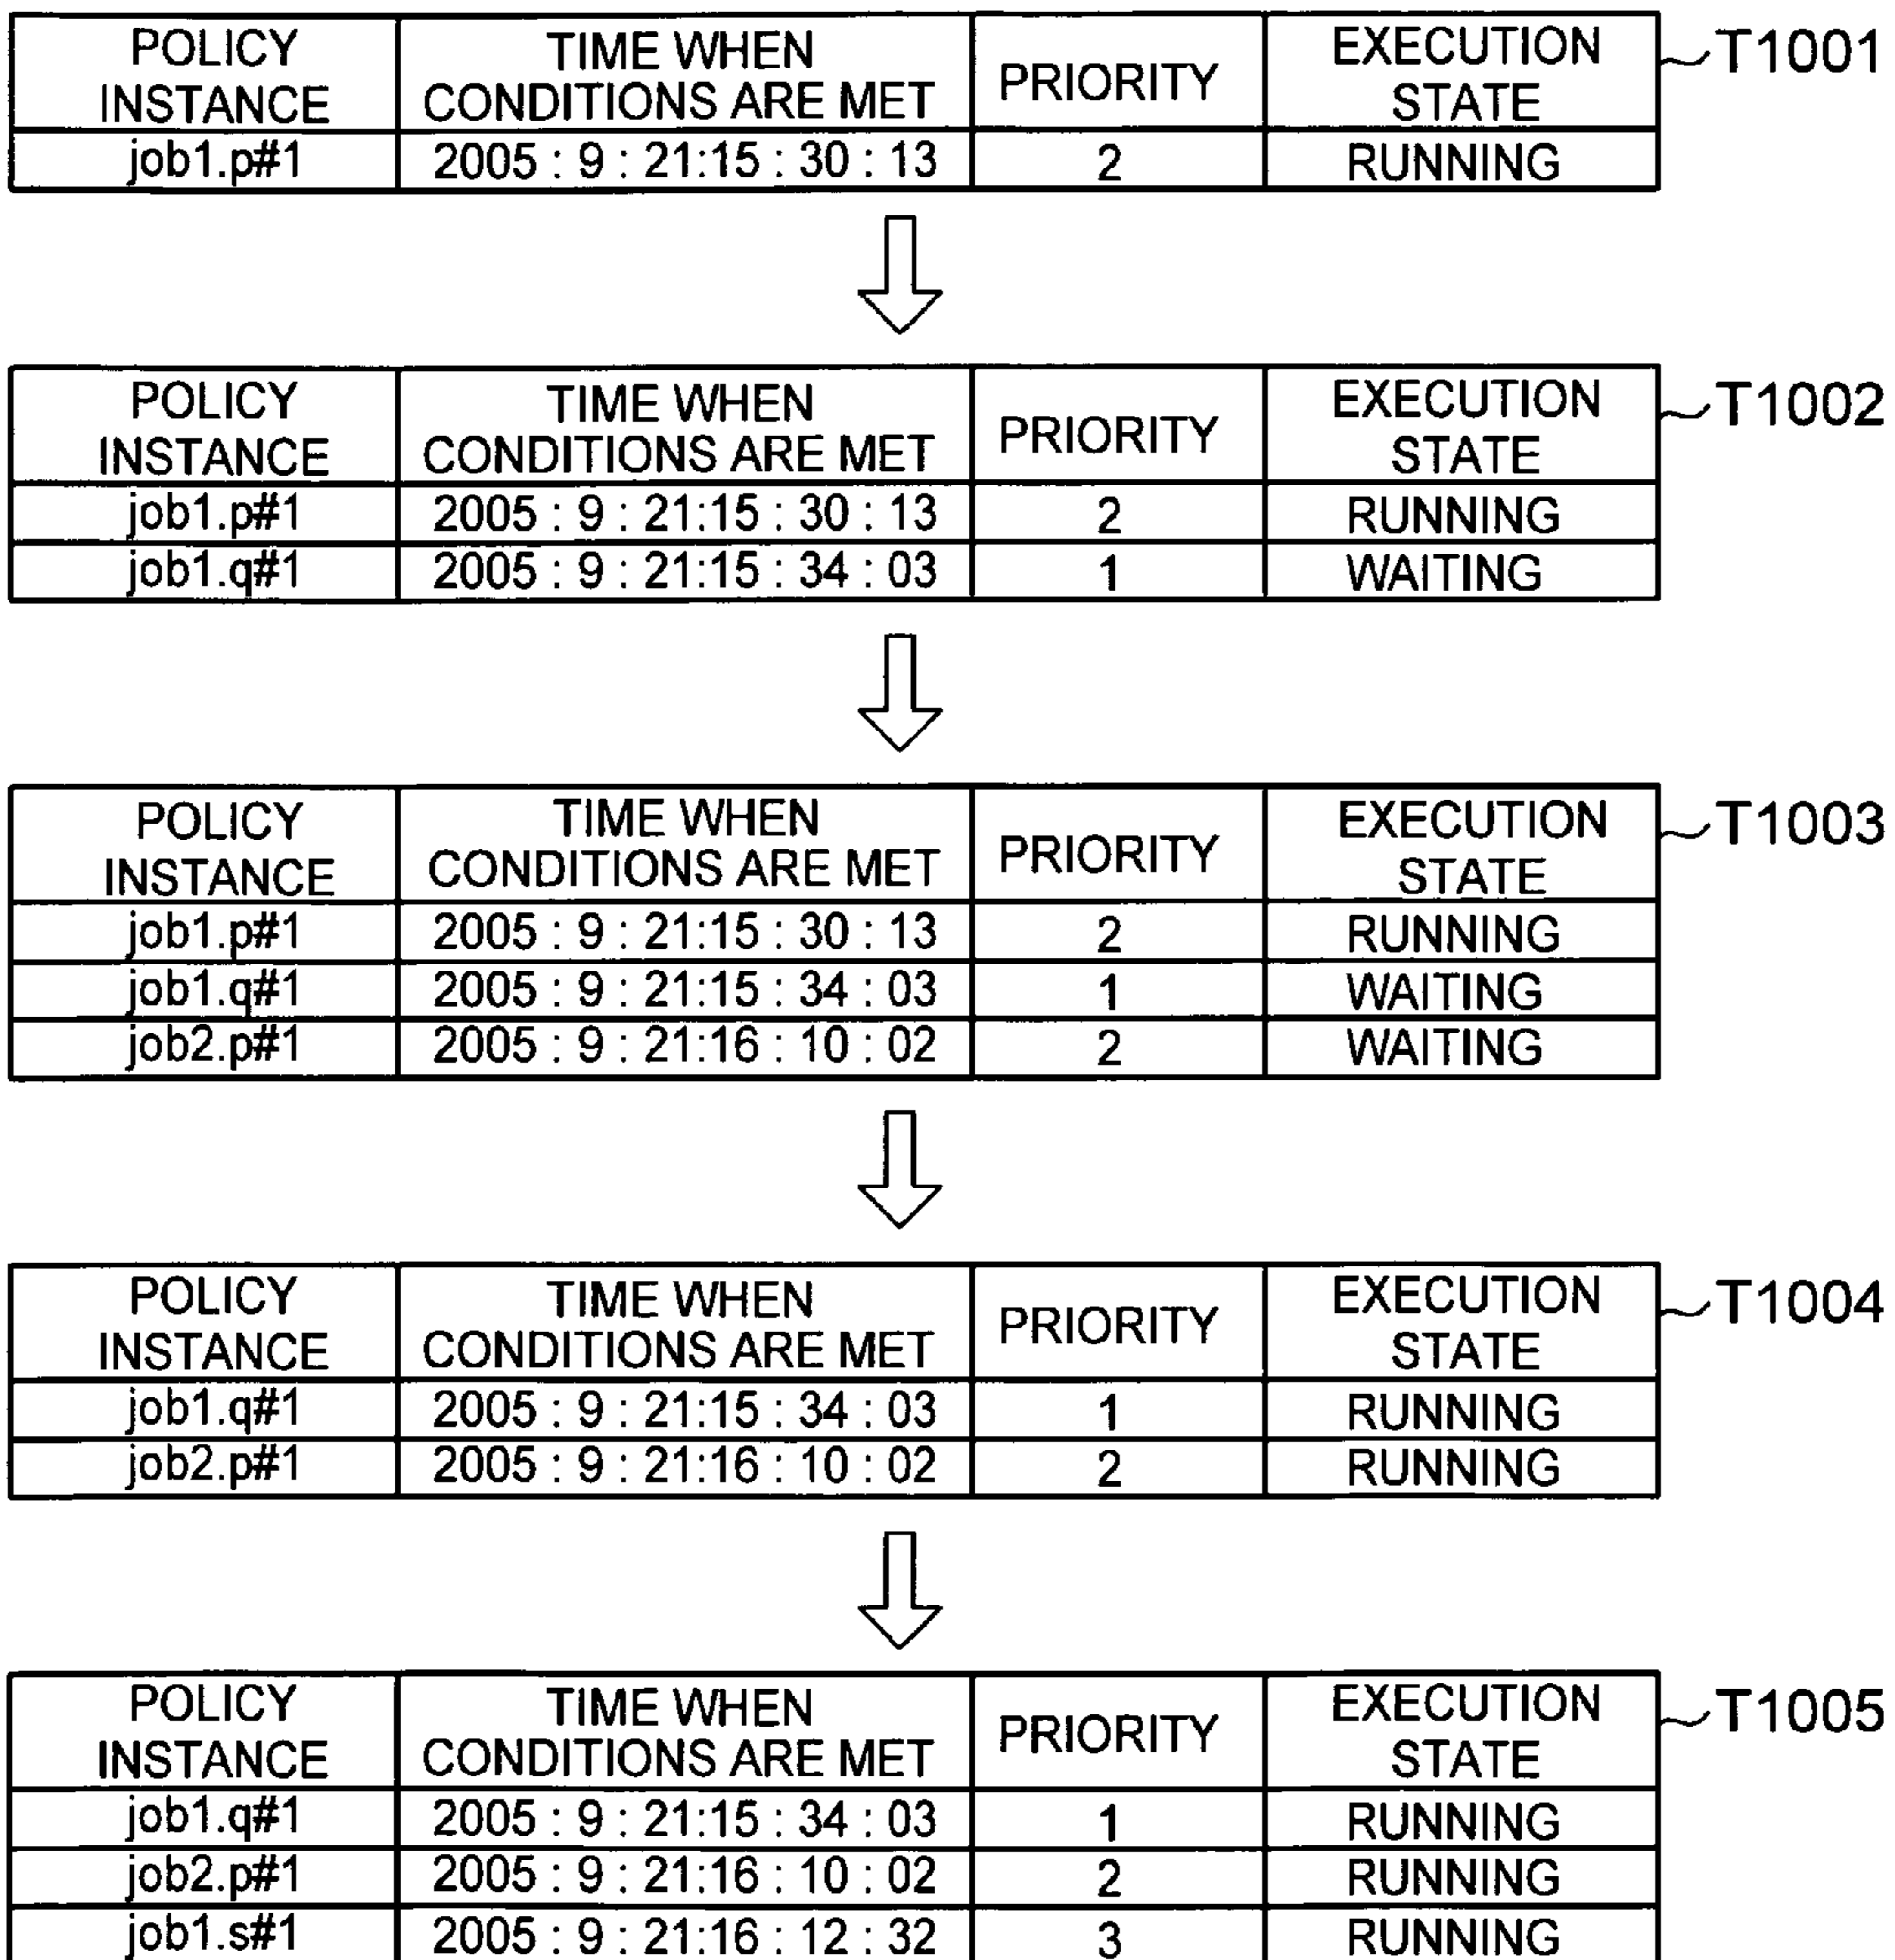 POLICY INSTANCE TIME WHEN CONDITIONS ARE MET PRIORITY EXECUTION STATE T1001
job1.p#1 2005 : 9 : 21:15 : 30 : 13 2 RUNNING
POLICY INSTANCE TIME WHEN CONDITIONS ARE MET PRIORITY EXECUTION STATE T1002
job1.p#1 2005 : 9 : 21:15 : 30 : 13 2 RUNNING
job1.q#1 2005 : 9 : 21:15 : 34 : 03 1 WAITING
POLICY INSTANCE TIME WHEN CONDITIONS ARE MET PRIORITY EXECUTION STATE T1003
job1.p#1 2005 : 9 : 21:15 : 30 : 13 2 RUNNING
job1.q#1 2005 : 9 : 21:15 : 34 : 03 1 WAITING
job2.p#1 2005 : 9 : 21:16 : 10 : 02 2 WAITING
POLICY INSTANCE TIME WHEN CONDITIONS ARE MET PRIORITY EXECUTION STATE T1004
job1.q#1 2005 : 9 : 21:15 : 34 : 03 1 RUNNING
job2.p#1 2005 : 9 : 21:16 : 10 : 02 2 RUNNING
POLICY INSTANCE TIME WHEN CONDITIONS ARE MET PRIORITY EXECUTION STATE T1005
job1.q#1 2005 : 9 : 21:15 : 34 : 03 1 RUNNING
job2.p#1 2005 : 9 : 21:16 : 10 : 02 2 RUNNING
job1.s#1 2005 : 9 : 21:16 : 12 : 32 3 RUNNING